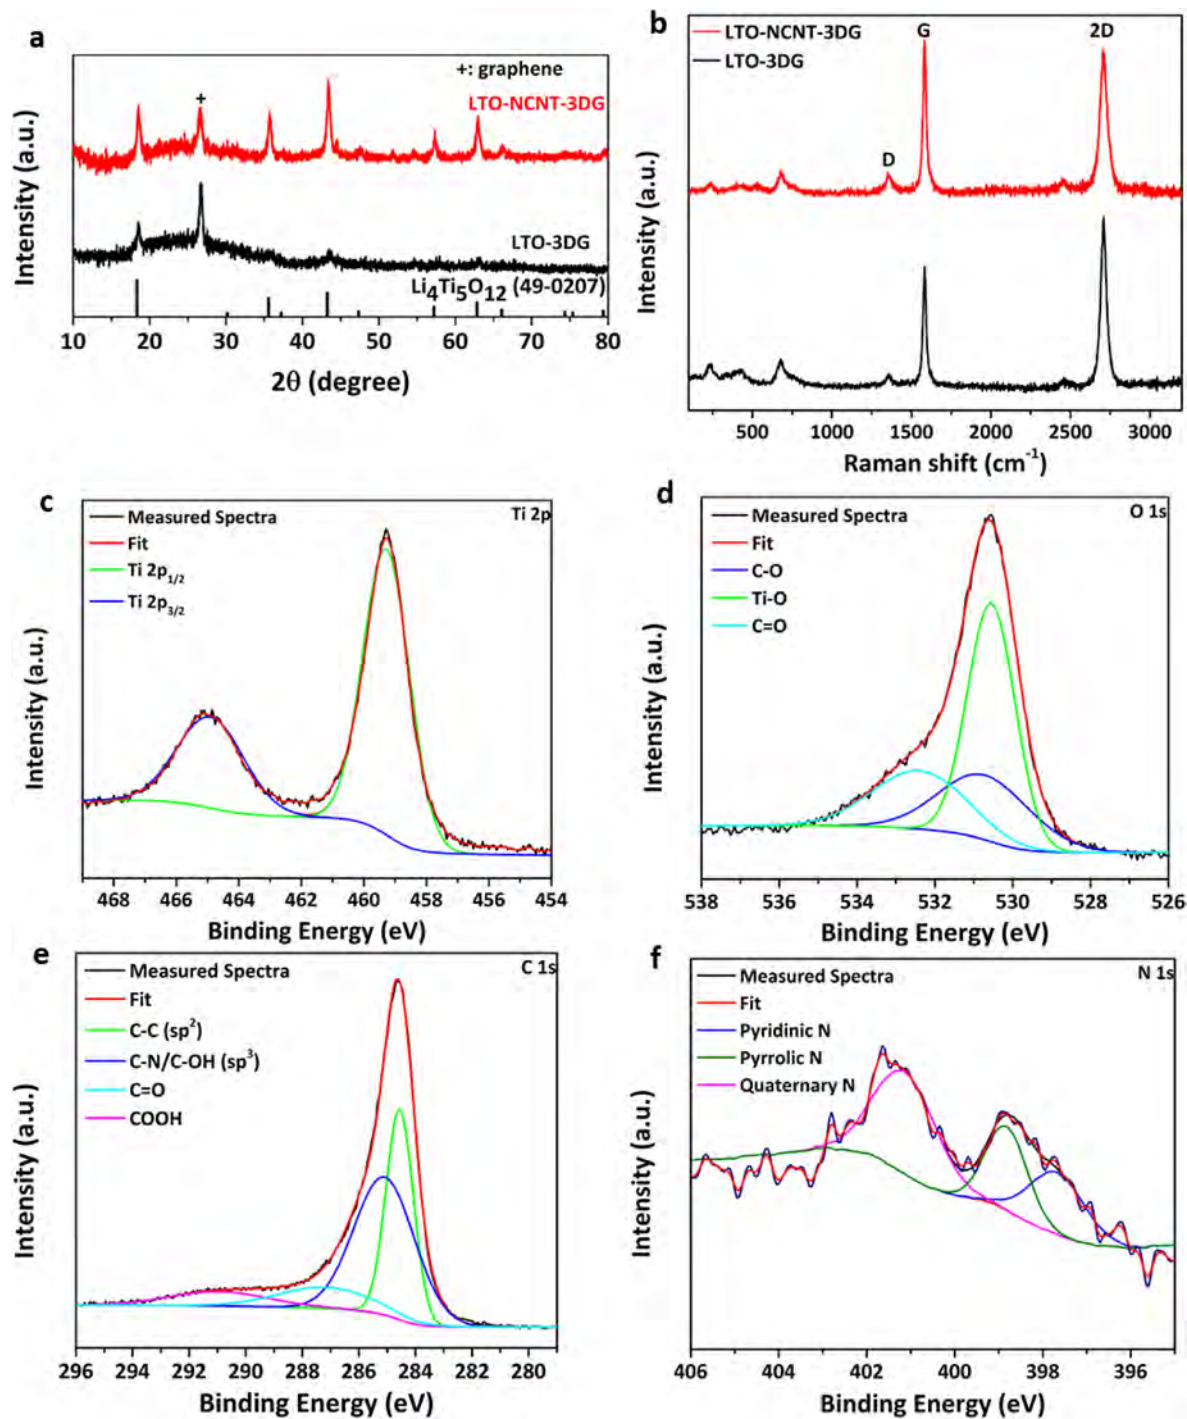 a
+: graphene
+
LTO-NCNT-3DG
LTO-3DG
Li4Ti5O12 (49-0207)
Intensity (a.u.)
10 20 30 40 50 60 70 80
2θ (degree)
b
LTO-NCNT-3DG
LTO-3DG
G
2D
D
Intensity (a.u.)
500 1000 1500 2000 2500 3000
Raman shift (cm-1)
c
Measured Spectra
Fit
Ti 2p1/2
Ti 2p3/2
Ti 2p
Intensity (a.u.)
468 466 464 462 460 458 456 454
Binding Energy (eV)
d
Measured Spectra
Fit
C-O
Ti-O
C=O
O 1s
Intensity (a.u.)
538 536 534 532 530 528 526
Binding Energy (eV)
e
Measured Spectra
Fit
C-C (sp2)
C-N/C-OH (sp3)
C=O
COOH
C 1s
Intensity (a.u.)
296 294 292 290 288 286 284 282 280
Binding Energy (eV)
f
Measured Spectra
Fit
Pyridinic N
Pyrrolic N
Quaternary N
N 1s
Intensity (a.u.)
406 404 402 400 398 396
Binding Energy (eV)